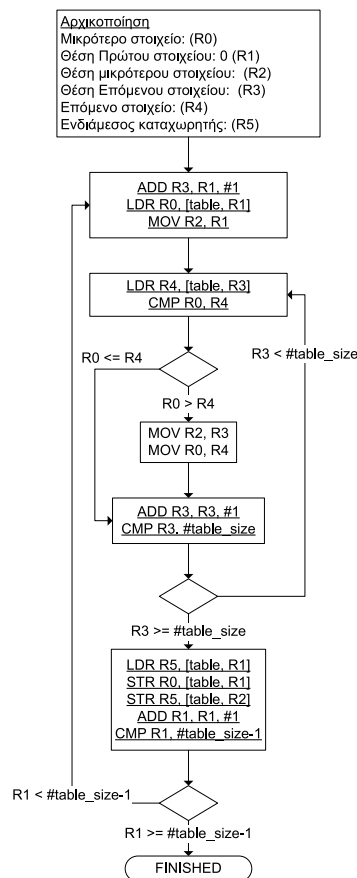 Αρχικοποίηση
Μικρότερο στοιχείο: (R0)
Θέση Πρώτου στοιχείου: 0 (R1)
Θέση μικρότερου στοιχείου: (R2)
Θέση Επόμενου στοιχείου: (R3)
Επόμενο στοιχείο: (R4)
Ενδιάμεσος καταχωρητής: (R5)
ADD R3, R1, #1
LDR R0, [table, R1]
MOV R2, R1
LDR R4, [table, R3]
CMP R0, R4
R3 < #table_size
R0 <= R4
R0 > R4
MOV R2, R3
MOV R0, R4
ADD R3, R3, #1
CMP R3, #table_size
R3 >= #table_size
LDR R5, [table, R1]
STR R0, [table, R1]
STR R5, [table, R2]
ADD R1, R1, #1
CMP R1, #table_size-1
R1 < #table_size-1
R1 >= #table_size-1
FINISHED